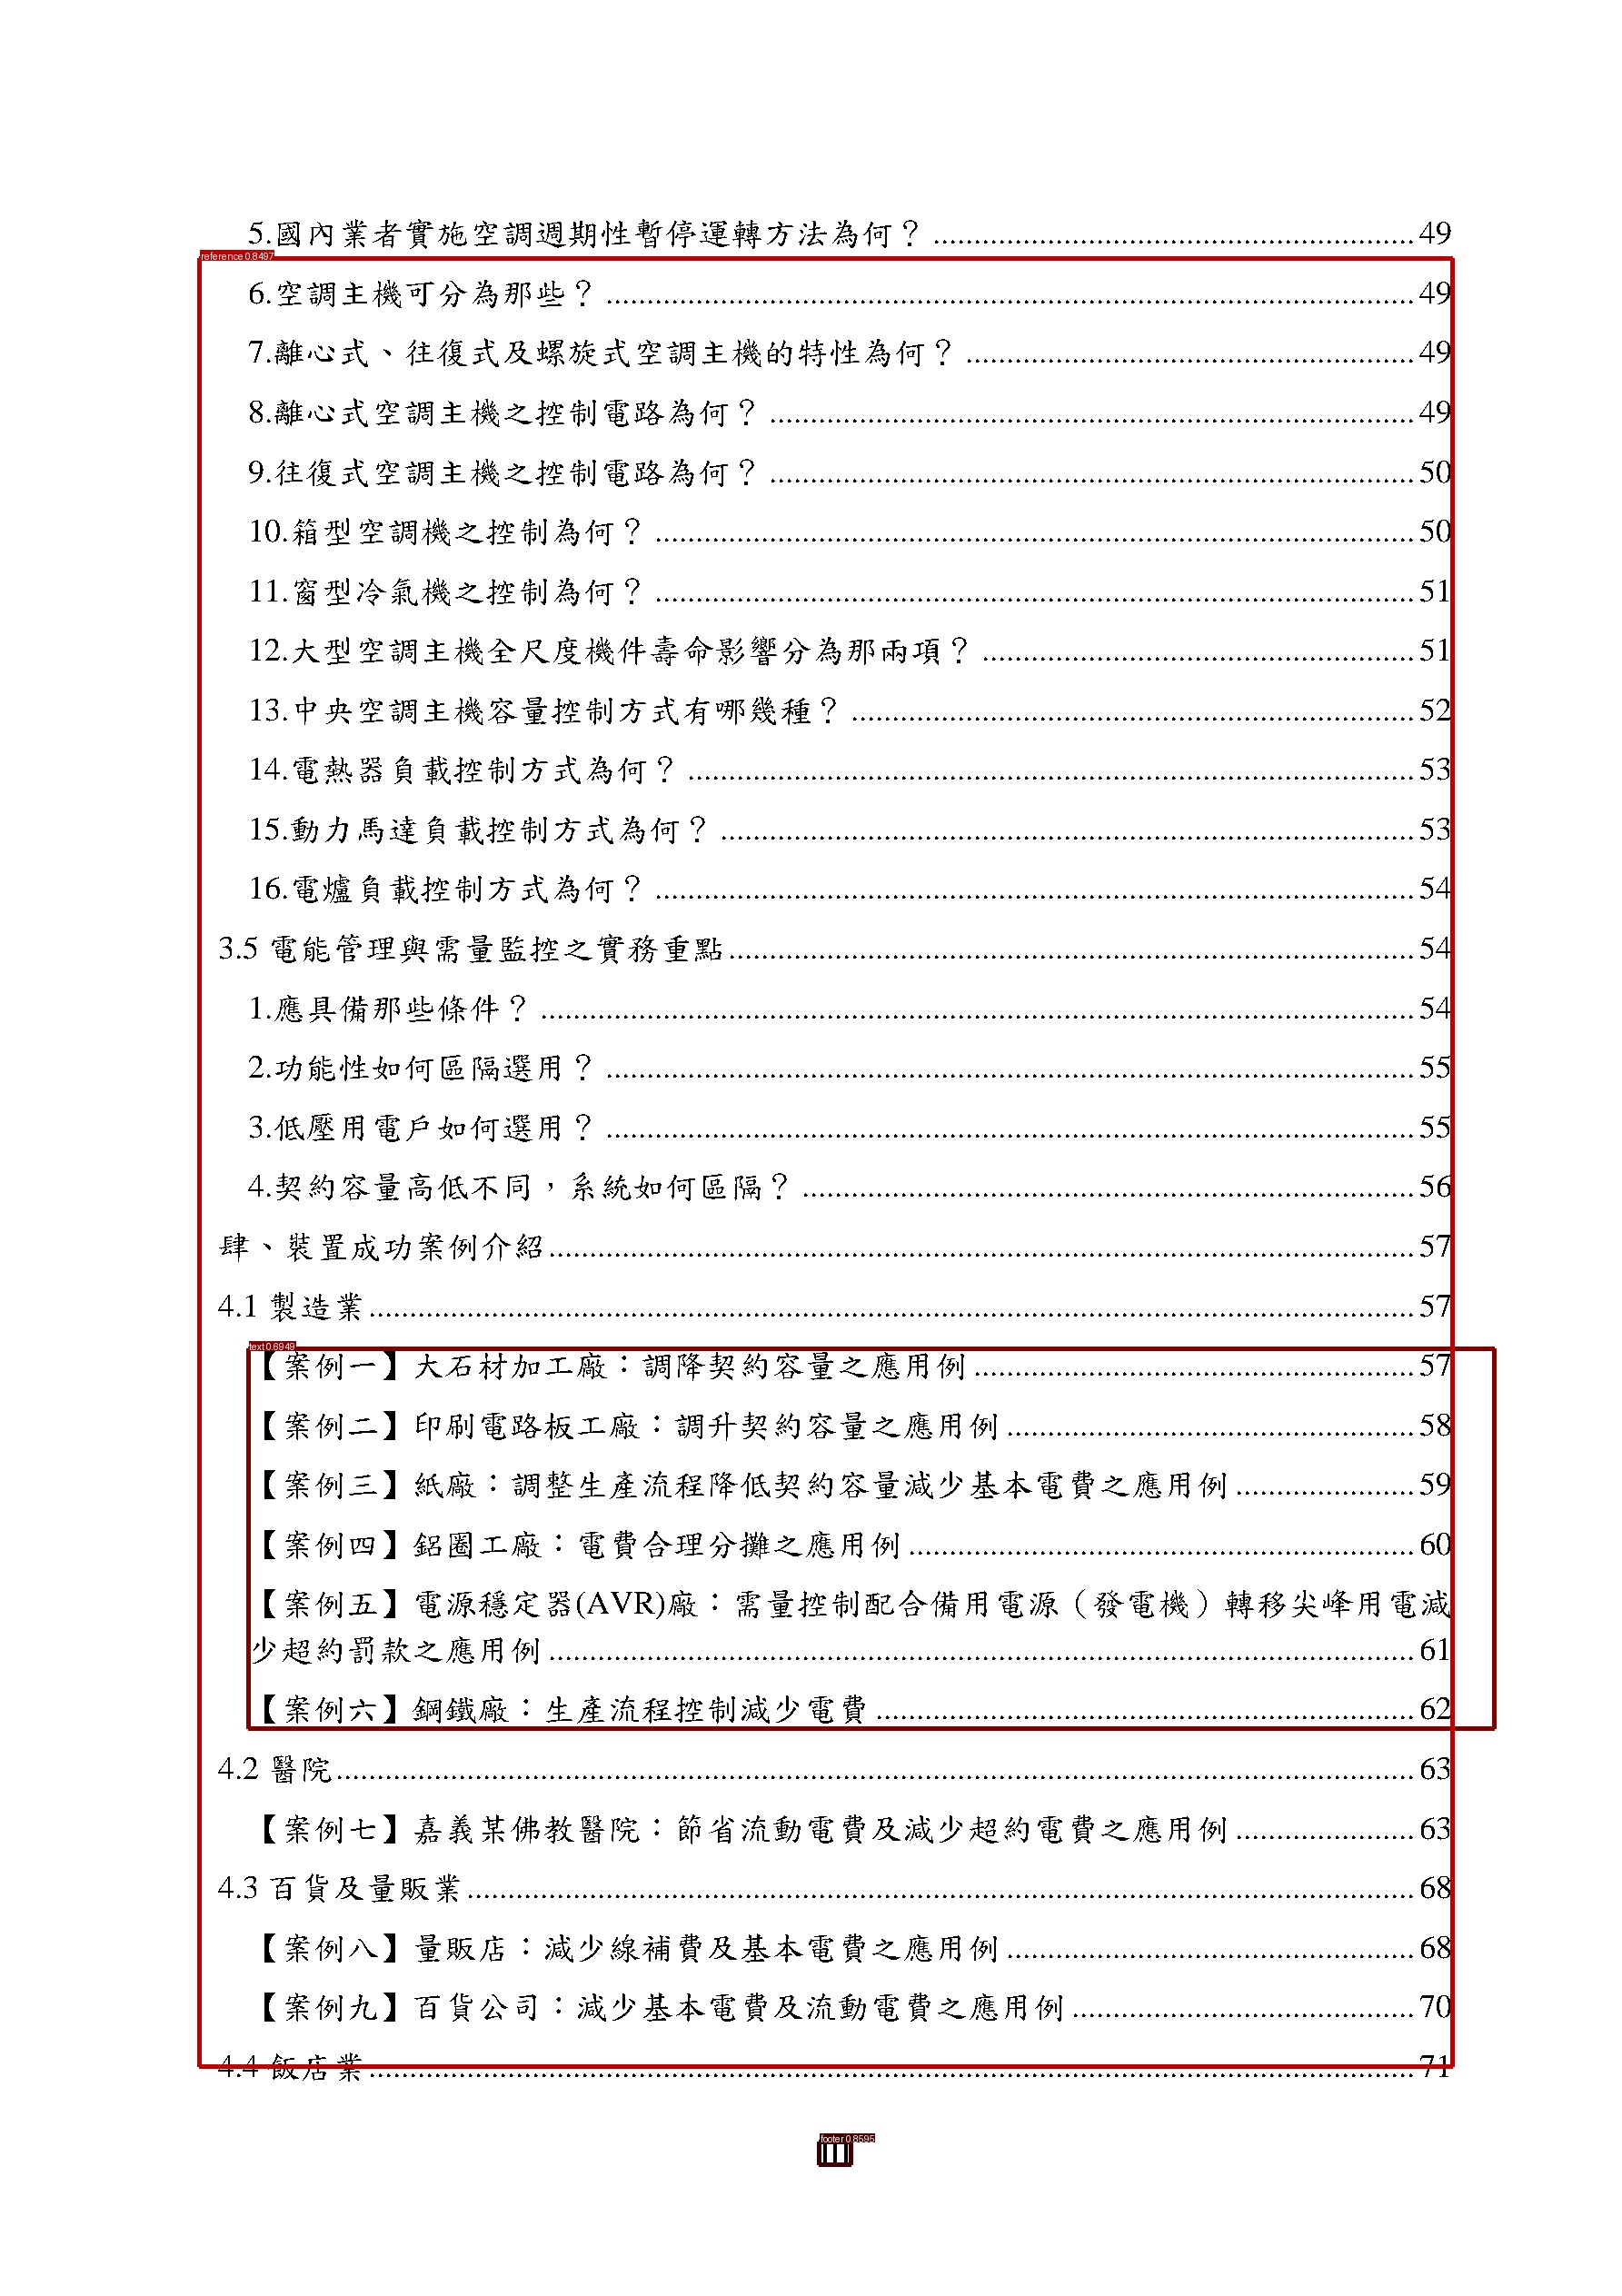 5.國內業者實施空調週期性暫停運轉方法為何？ .......... 49
reference 0.8497
6.空調主機可分為那些？ .......... 49
7.離心式、往復式及螺旋式空調主機的特性為何？ .......... 49
8.離心式空調主機之控制電路為何？ .......... 49
9.往復式空調主機之控制電路為何？ .......... 50
10.箱型空調機之控制為何？ .......... 50
11.窗型冷氣機之控制為何？ .......... 51
12.大型空調主機全尺度機件壽命影響分為那兩項？ .......... 51
13.中央空調主機容量控制方式有哪幾種？ .......... 52
14.電熱器負載控制方式為何？ .......... 53
15.動力馬達負載控制方式為何？ .......... 53
16.電爐負載控制方式為何？ .......... 54
3.5 電能管理與需量監控之實務重點 .......... 54
1.應具備那些條件？ .......... 54
2.功能性如何區隔選用？ .......... 55
3.低壓用電戶如何選用？ .......... 55
4.契約容量高低不同，系統如何區隔？ .......... 56
肆、裝置成功案例介紹 .......... 57
4.1 製造業 .......... 57
text 0.6949
【案例一】大石材加工廠：調降契約容量之應用例 .......... 57
【案例二】印刷電路板工廠：調升契約容量之應用例 .......... 58
【案例三】紙廠：調整生產流程降低契約容量減少基本電費之應用例 .......... 59
【案例四】鋁圈工廠：電費合理分攤之應用例 .......... 60
【案例五】電源穩定器(AVR)廠：需量控制配合備用電源（發電機）轉移尖峰用電減
少超約罰款之應用例 .......... 61
【案例六】鋼鐵廠：生產流程控制減少電費 .......... 62
4.2 醫院 .......... 63
【案例七】嘉義某佛教醫院：節省流動電費及減少超約電費之應用例 .......... 63
4.3 百貨及量販業 .......... 68
【案例八】量販店：減少線補費及基本電費之應用例 .......... 68
【案例九】百貨公司：減少基本電費及流動電費之應用例 .......... 70
4.4 飯店業 .......... 71
footer 0.8595
III